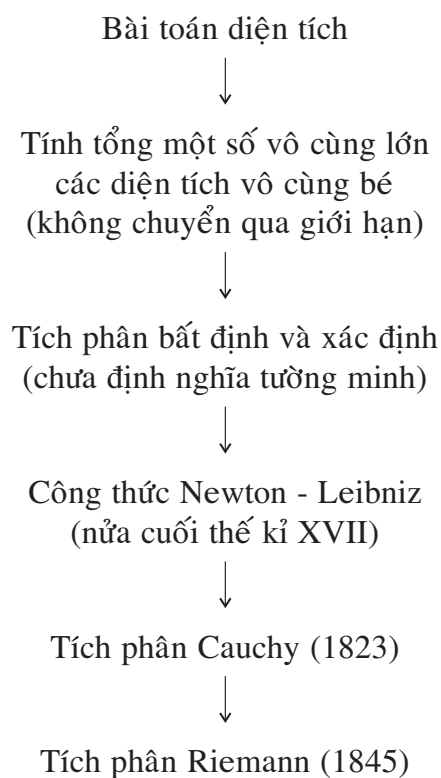 Bài toán diện tích
Tính tổng một số vô cùng lớn
các diện tích vô cùng bé
(không chuyển qua giới hạn)
Tích phân bất định và xác định
(chưa định nghĩa tường minh)
Công thức Newton - Leibniz
(nửa cuối thế kỉ XVII)
Tích phân Cauchy (1823)
Tích phân Riemann (1845)